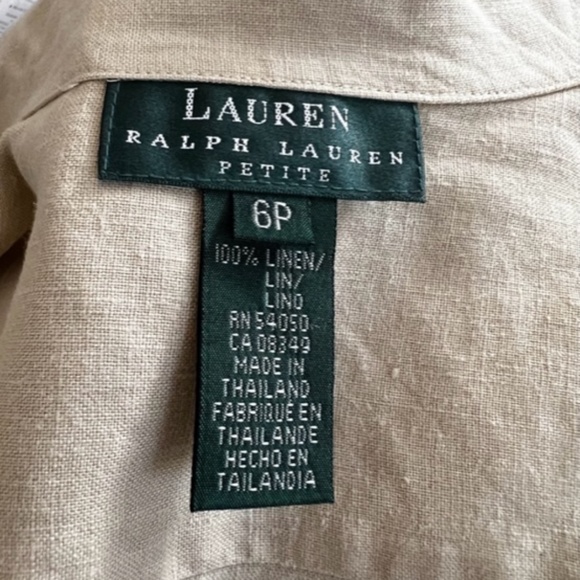 LAUREN
RALPH LAUREN
PETITE
6P
100% LINEN/
LIN/
LINO
RN 54050
CA 08349
MADE IN
THAILAND
FABRIQUÉ EN
THAILANDE
HECHO EN
TAILANDIA